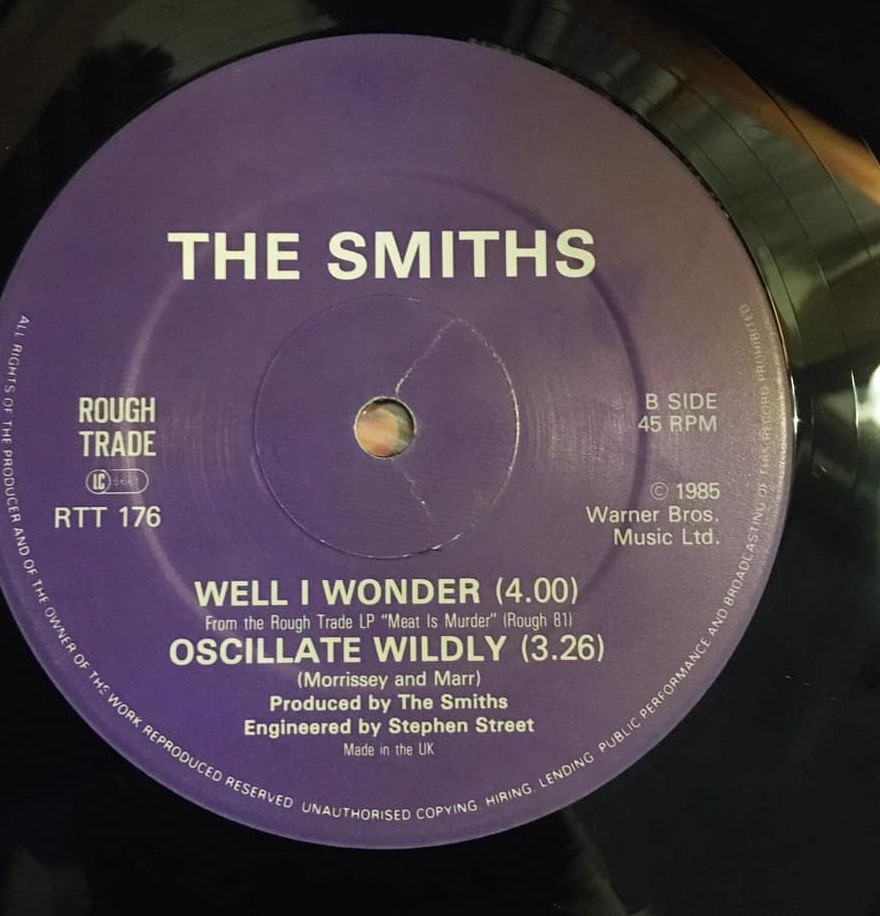 THE SMITHS
ROUGH
TRADE
LC
RTT 176
B SIDE
45 RPM
© 1985
Warner Bros.
Music Ltd.
WELL I WONDER (4.00)
From the Rough Trade LP "Meat Is Murder" (Rough 81)
OSCILLATE WILDLY (3.26)
(Morrissey and Marr)
Produced by The Smiths
Engineered by Stephen Street
Made in the UK
ALL RIGHTS OF THE PRODUCER AND OF THE OWNER OF THE WORK REPRODUCED RESERVED UNAUTHORISED COPYING, HIRING, LENDING, PUBLIC PERFORMANCE AND BROADCASTING OF THIS RECORD PROHIBITED